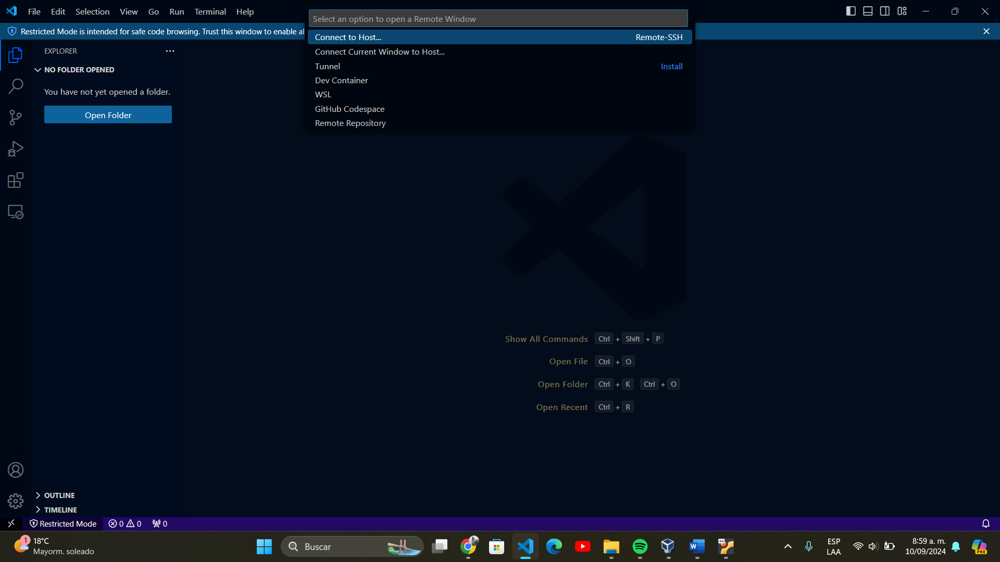 File Edit Selection View Go Run Terminal Help
Select an option to open a Remote Window
Restricted Mode is intended for safe code browsing. Trust this window to enable al
Connect to Host... Remote-SSH
Connect Current Window to Host...
Tunnel Install
Dev Container
WSL
GitHub Codespace
Remote Repository
EXPLORER
NO FOLDER OPENED
You have not yet opened a folder.
Open Folder
Show All Commands Ctrl + Shift + P
Open File Ctrl + O
Open Folder Ctrl + K Ctrl + O
Open Recent Ctrl + R
OUTLINE
TIMELINE
Restricted Mode 0 0 0
1
18°C
Mayorm. soleado
Buscar
W
64
PRE
ESP
LAA
8:59 a. m.
10/09/2024